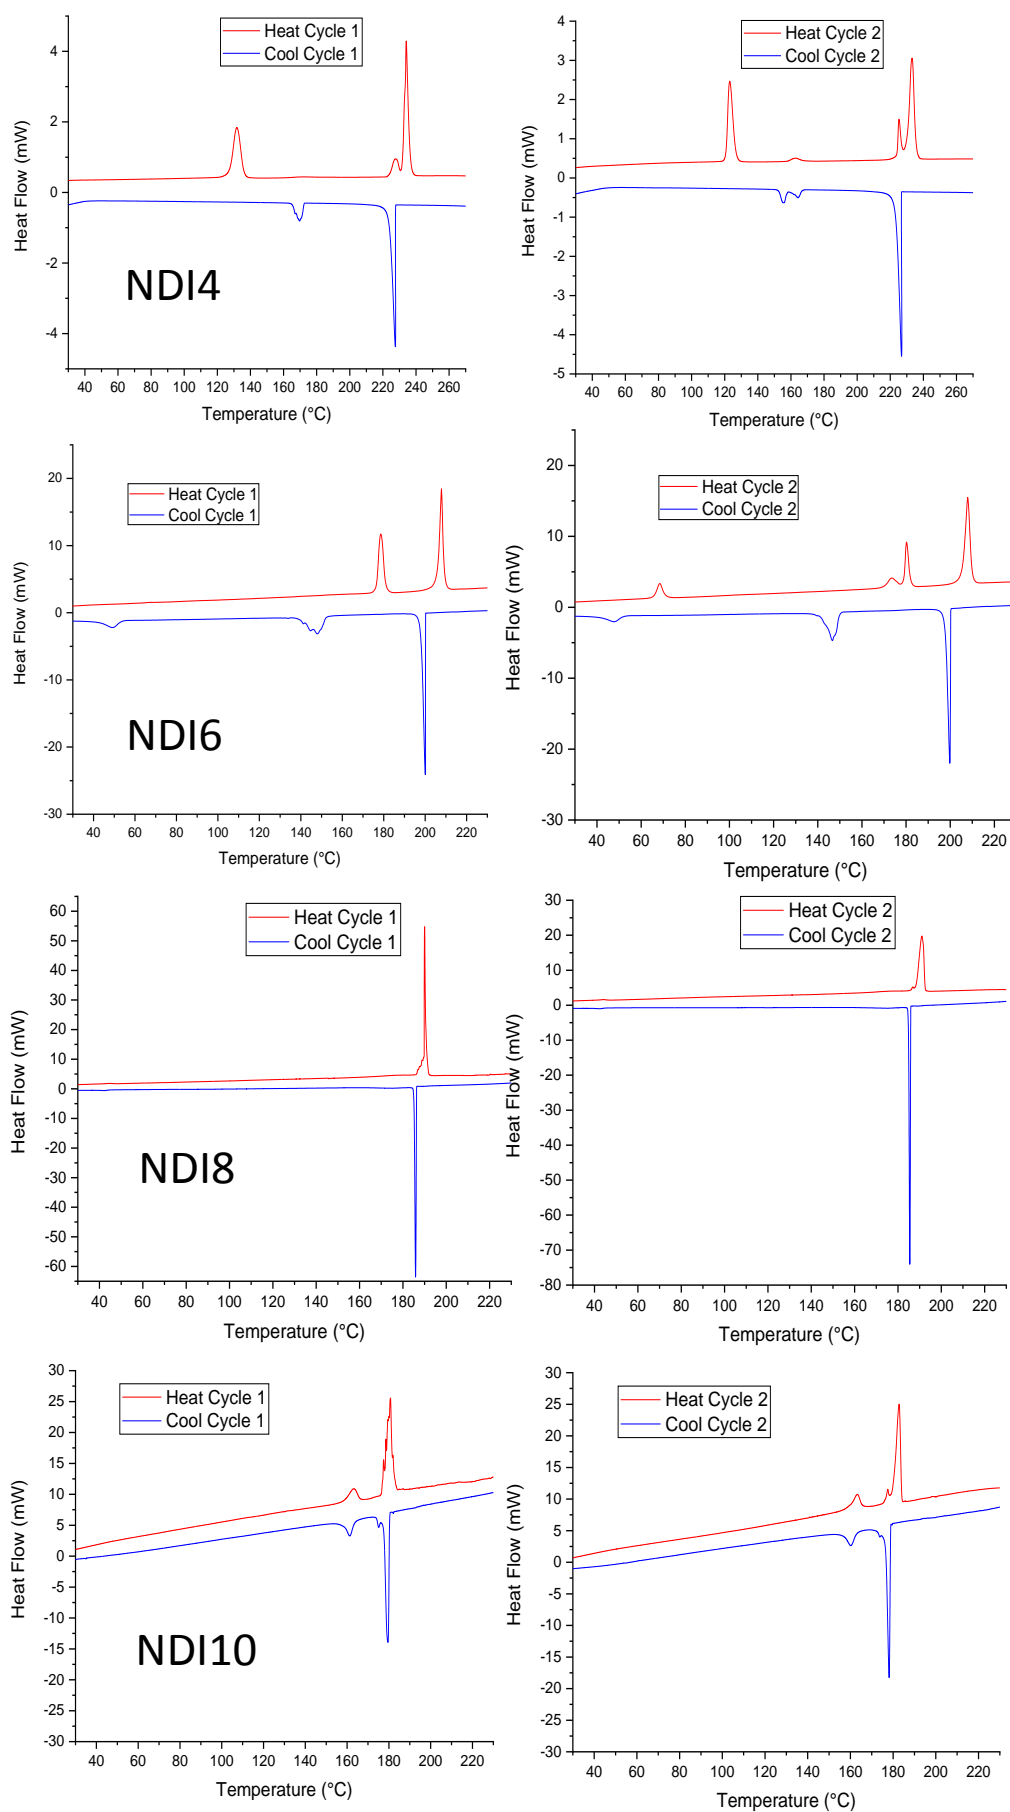 Heat Cycle 1
Cool Cycle 1
4
2
0
-2
-4
Heat Flow (mW)
NDI4
40 60 80 100 120 140 160 180 200 220 240 260
Temperature (°C)
Heat Cycle 2
Cool Cycle 2
4
3
2
1
0
-1
-2
-3
-4
-5
Heat Flow (mW)
40 60 80 100 120 140 160 180 200 220 240 260
Temperature (°C)
Heat Cycle 1
Cool Cycle 1
20
10
0
-10
-20
-30
Heat Flow (mW)
NDI6
40 60 80 100 120 140 160 180 200 220
Temperature (°C)
Heat Cycle 2
Cool Cycle 2
20
10
0
-10
-20
-30
Heat Flow (mW)
40 60 80 100 120 140 160 180 200 220
Temperature (°C)
Heat Cycle 1
Cool Cycle 1
60
50
40
30
20
10
0
-10
-20
-30
-40
-50
-60
Heat Flow (mW)
NDI8
40 60 80 100 120 140 160 180 200 220
Temperature (°C)
Heat Cycle 2
Cool Cycle 2
30
20
10
0
-10
-20
-30
-40
-50
-60
-70
-80
Heat Flow (mW)
40 60 80 100 120 140 160 180 200 220
Temperature (°C)
Heat Cycle 1
Cool Cycle 1
30
25
20
15
10
5
0
-5
-10
-15
-20
-25
-30
Heat Flow (mW)
NDI10
40 60 80 100 120 140 160 180 200 220
Temperature (°C)
Heat Cycle 2
Cool Cycle 2
30
25
20
15
10
5
0
-5
-10
-15
-20
-25
-30
Heat Flow (mW)
40 60 80 100 120 140 160 180 200 220
Temperature (°C)